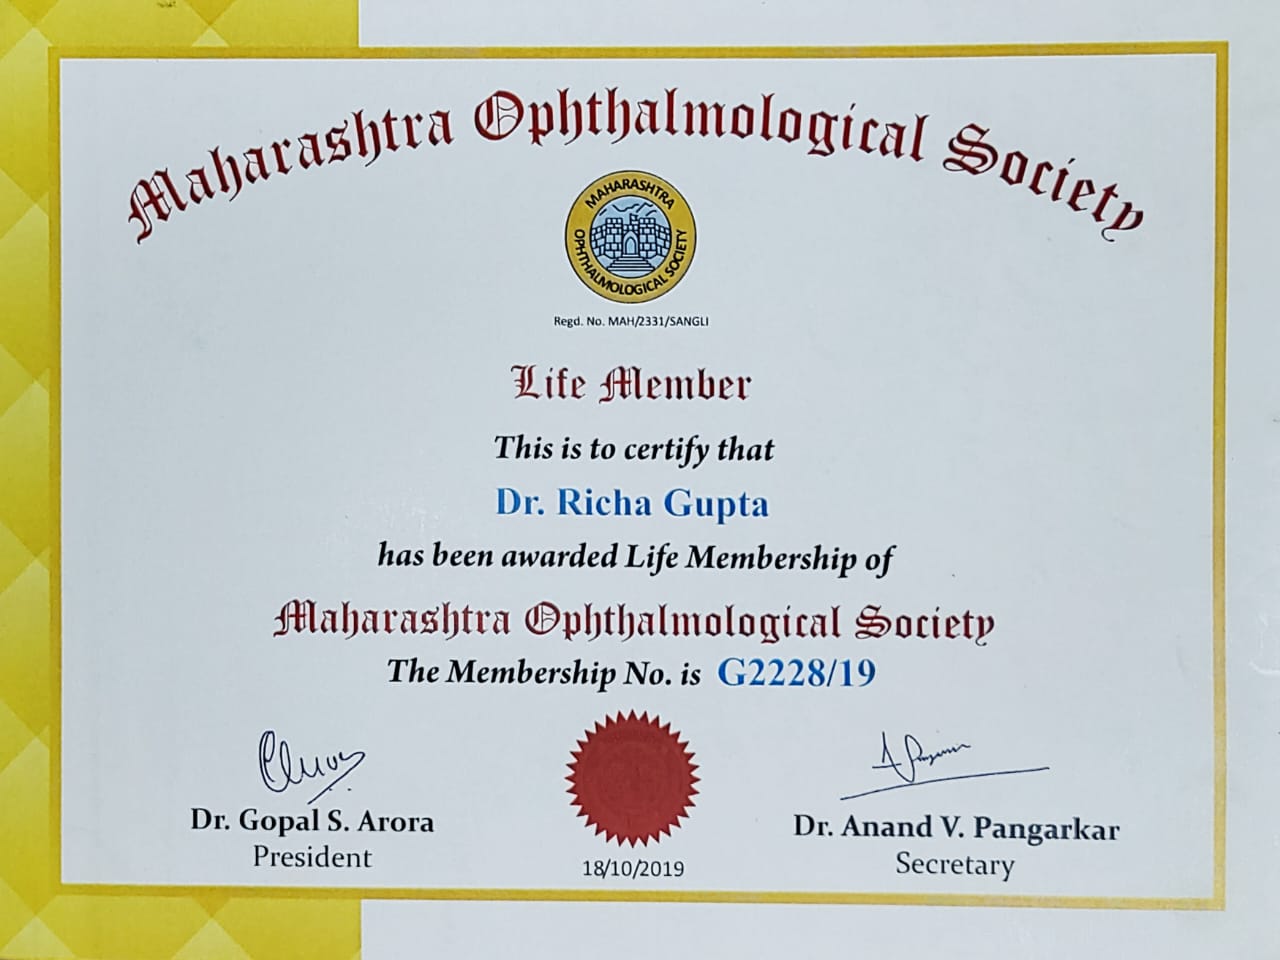 Maharashtra Ophthalmological Society
MAHARASHTRA
OPHTHALMOLOGICAL SOCIETY
Regd. No. MAH/2331/SANGLI
Life Member
This is to certify that
Dr. Richa Gupta
has been awarded Life Membership of
Maharashtra Ophthalmological Society
The Membership No. is G2228/19
Dr. Gopal S. Arora
President
18/10/2019
Dr. Anand V. Pangarkar
Secretary